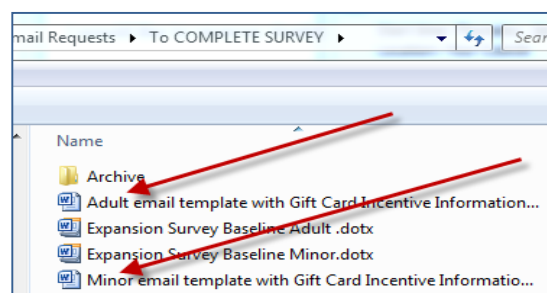 mail Requests ▸ To COMPLETE SURVEY ▸ Sear
Name
Archive
Adult email template with Gift Card Incentive Information...
Expansion Survey Baseline Adult .dotx
Expansion Survey Baseline Minor.dotx
Minor email template with Gift Card Incentive Informatio...